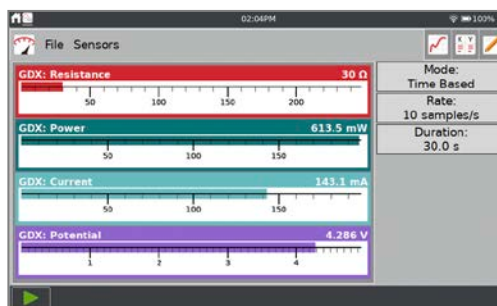 02:04PM
100%
File Sensors
X Y
GDX: Resistance 30 Ω
50 100 150 200
GDX: Power 613.5 mW
50 100 150
GDX: Current 143.1 mA
50 100 150
GDX: Potential 4.286 V
1 2 3 4
Mode:
Time Based
Rate:
10 samples/s
Duration:
30.0 s